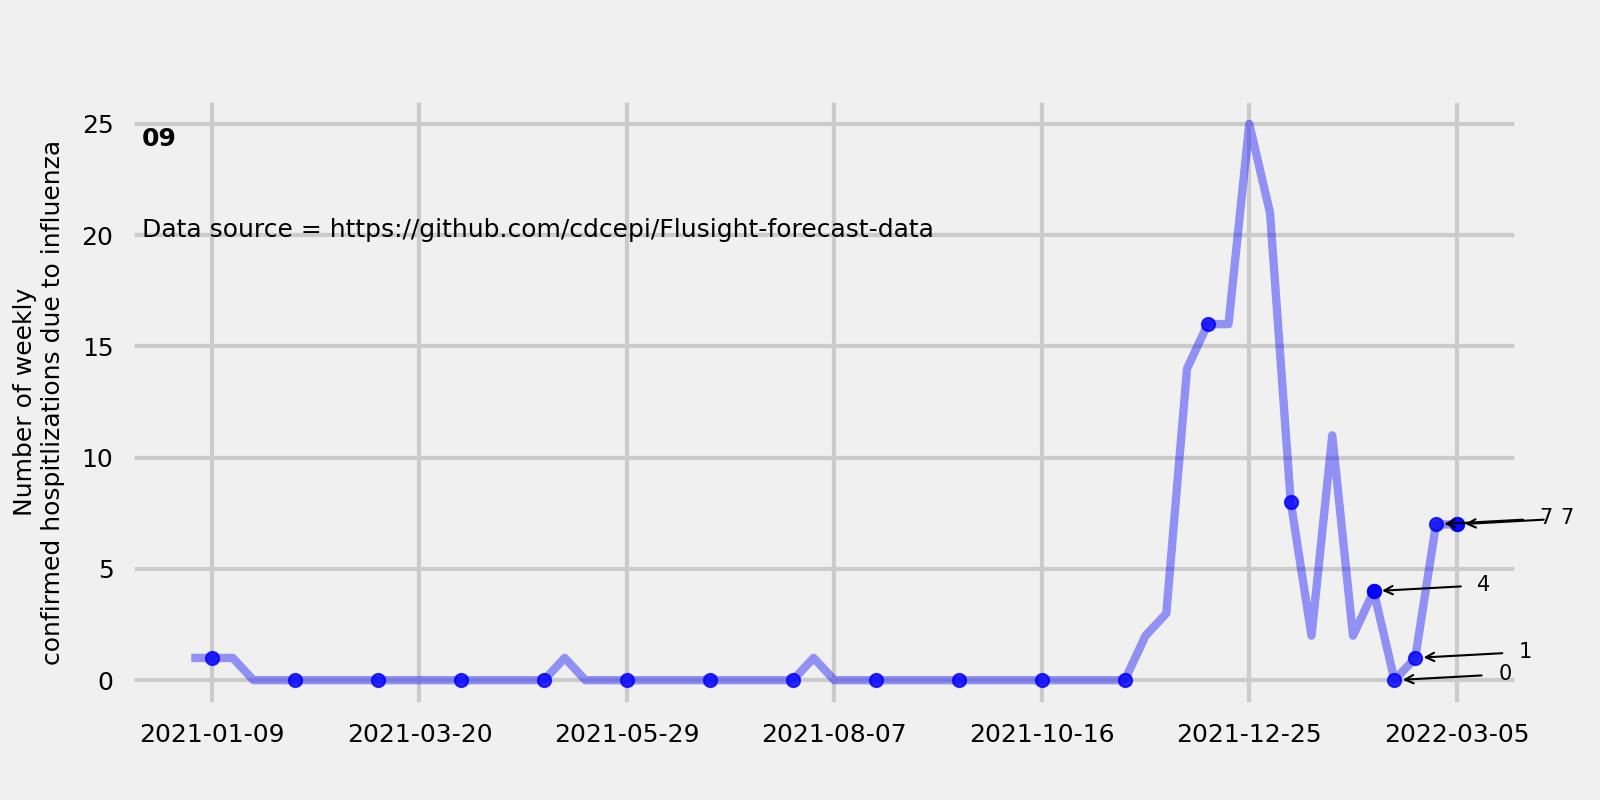 Number of weekly
confirmed hospitlizations due to influenza
25
20
15
10
5
0
09
Data source = https://github.com/cdcepi/Flusight-forecast-data
7 7
4
1
0
2021-01-09 2021-03-20 2021-05-29 2021-08-07 2021-10-16 2021-12-25 2022-03-05